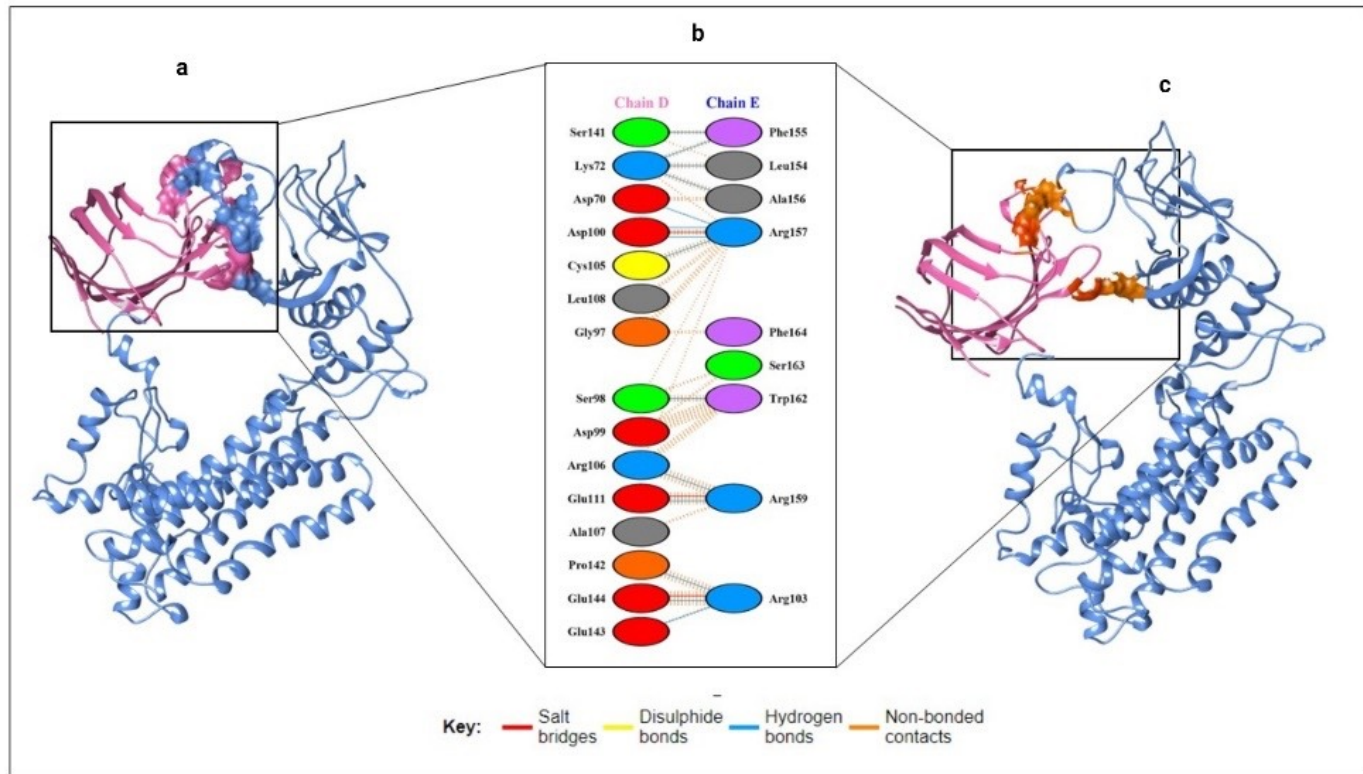 a
b
c
Chain D Chain E
Ser141 Phe155
Lys72 Leu154
Asp70 Ala156
Asp100 Arg157
Cys105
Leu108
Gly97 Phe164
Ser163
Ser98 Trp162
Asp99
Arg106
Glu111 Arg159
Ala107
Pro142
Glu144 Arg103
Glu143
Key: Salt bridges Disulphide bonds Hydrogen bonds Non-bonded contacts